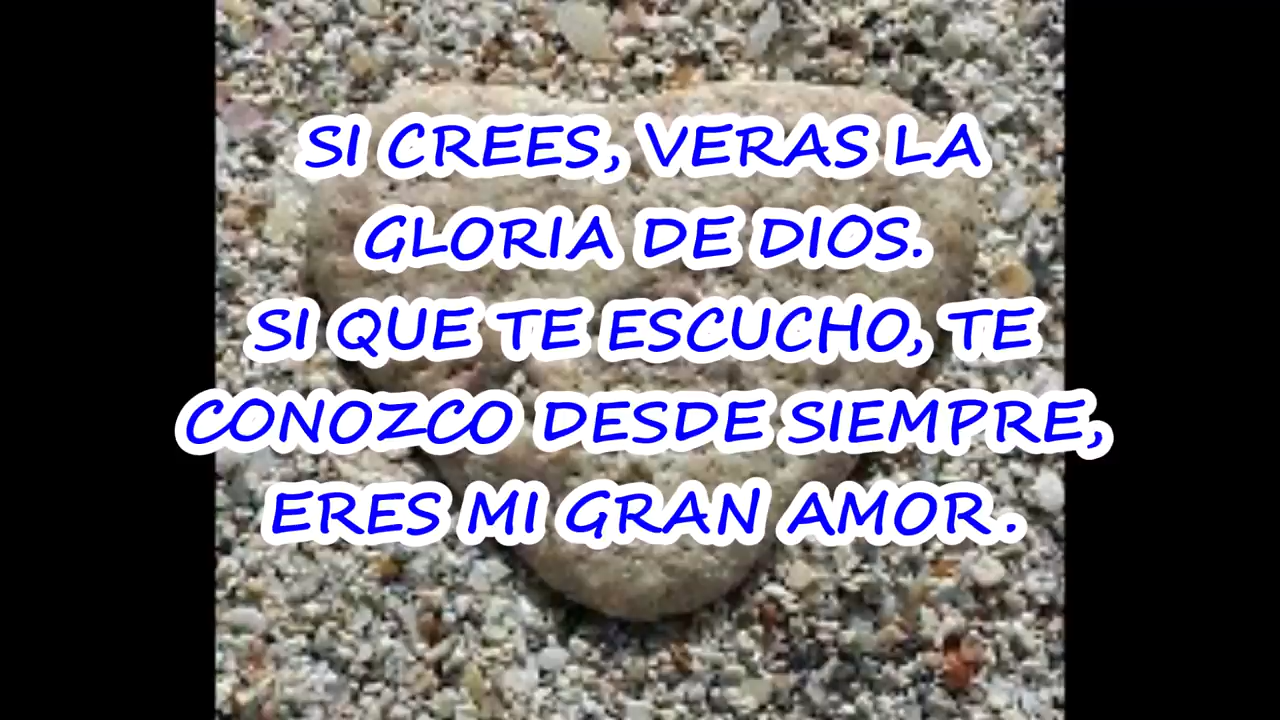 SI CREES, VERAS LA
GLORIA DE DIOS.
SI QUE TE ESCUCHO, TE
CONOZCO DESDE SIEMPRE,
ERES MI GRAN AMOR.